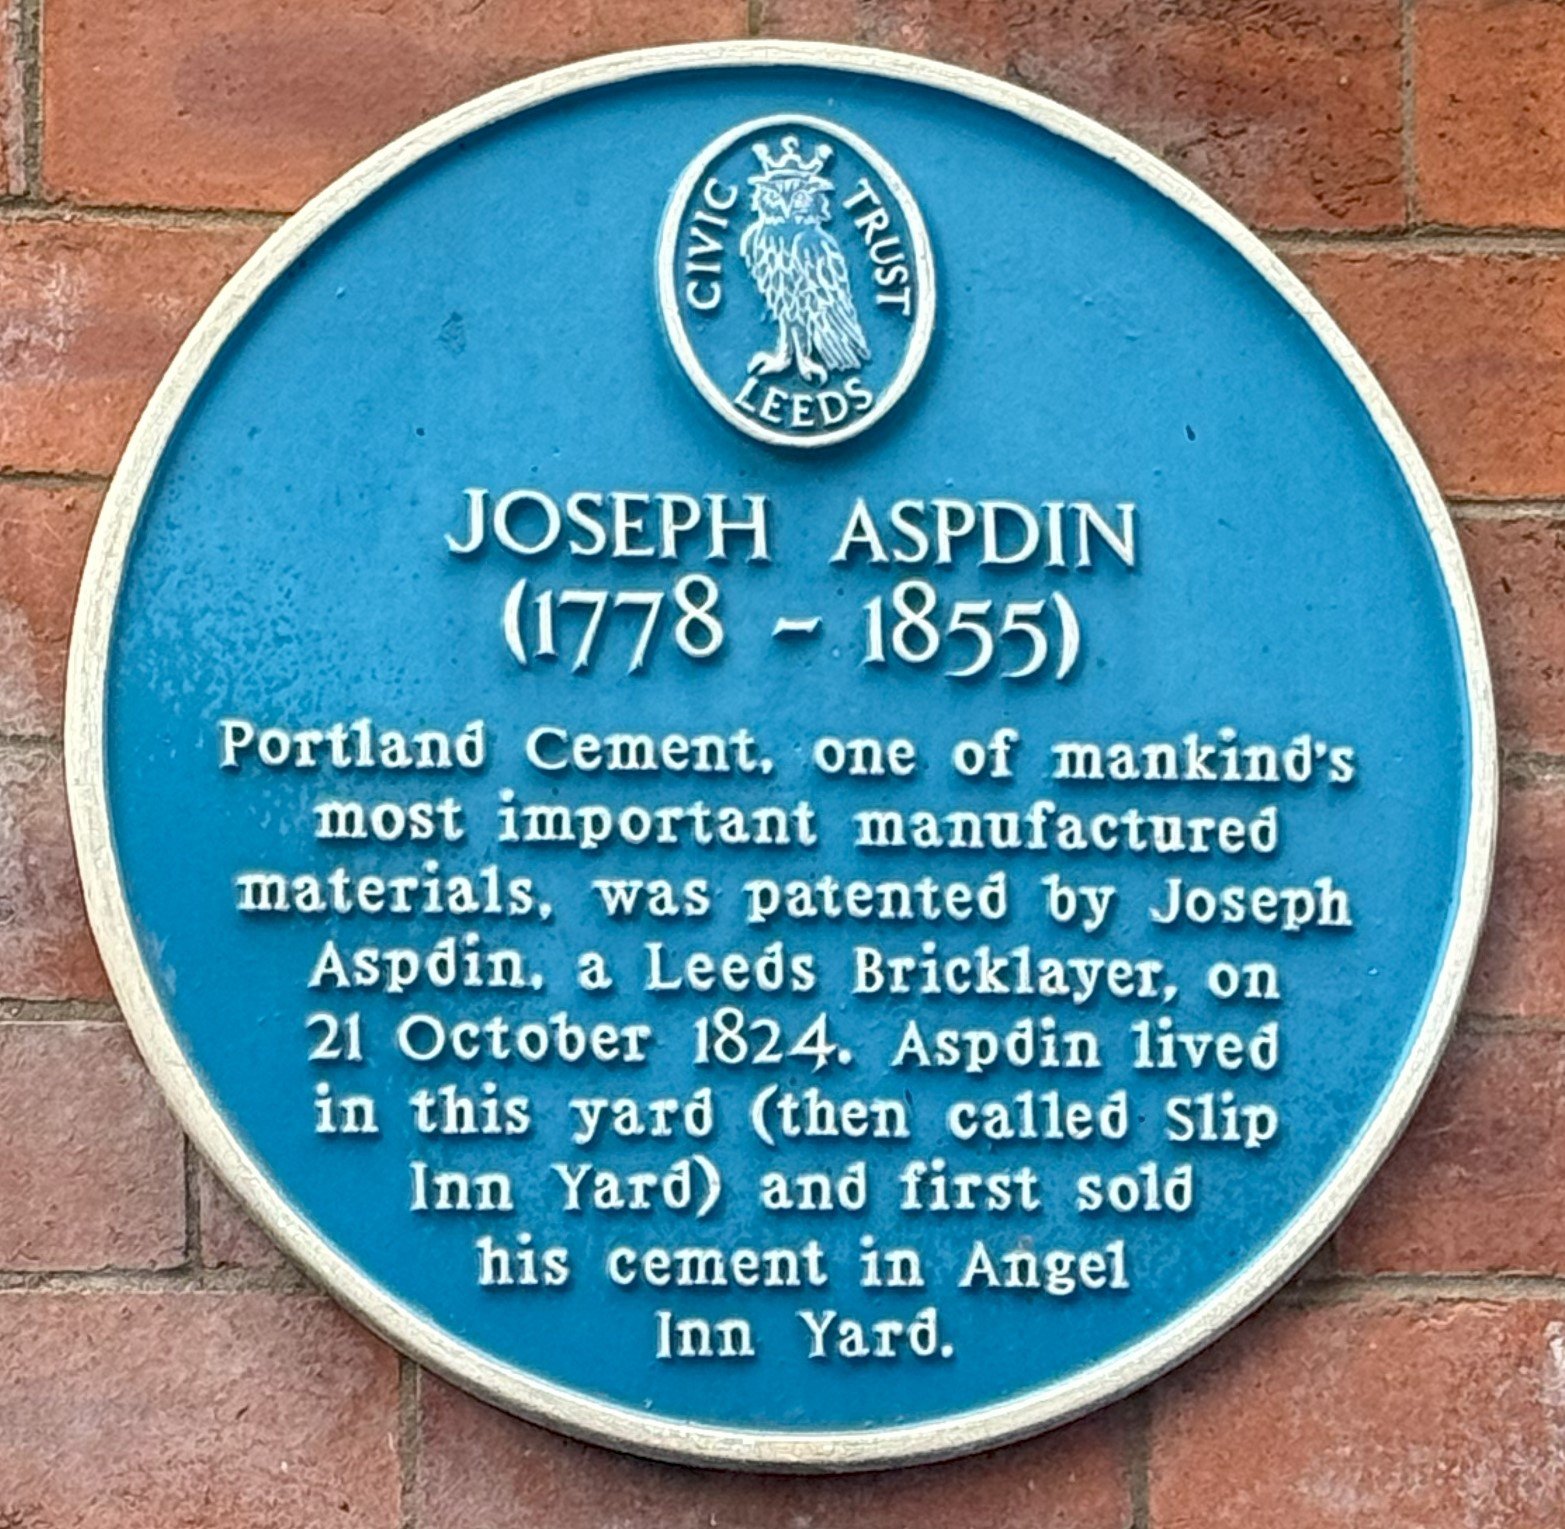 CIVIC TRUST
LEEDS
JOSEPH ASPDIN
(1778 - 1855)
Portland Cement, one of mankind's
most important manufactured
materials, was patented by Joseph
Aspdin, a Leeds Bricklayer, on
21 October 1824. Aspdin lived
in this yard (then called Slip
Inn Yard) and first sold
his cement in Angel
Inn Yard.